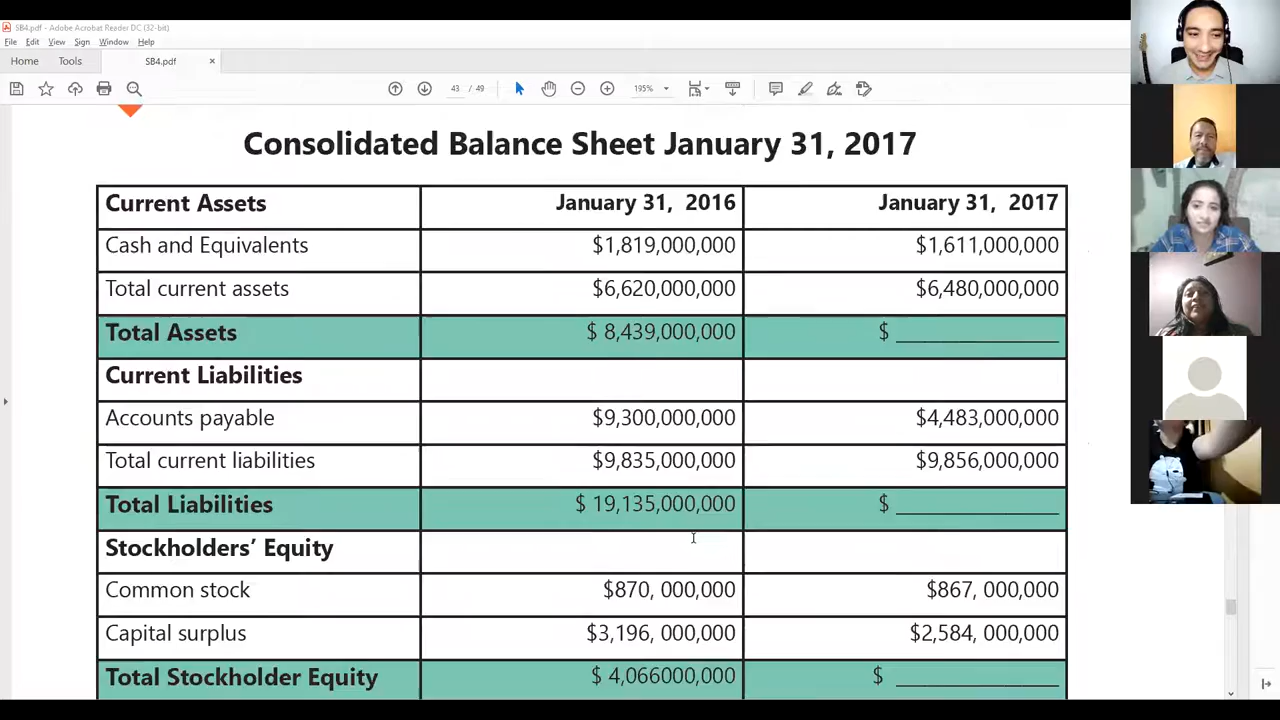 SB4.pdf - Adobe Acrobat Reader DC (32-bit)
File Edit View Sign Window Help
Home Tools SB4.pdf ×
43 / 49 195%
Consolidated Balance Sheet January 31, 2017
Current Assets January 31, 2016 January 31, 2017
Cash and Equivalents $1,819,000,000 $1,611,000,000
Total current assets $6,620,000,000 $6,480,000,000
Total Assets $ 8,439,000,000 $ _______________
Current Liabilities
Accounts payable $9,300,000,000 $4,483,000,000
Total current liabilities $9,835,000,000 $9,856,000,000
Total Liabilities $ 19,135,000,000 $ _______________
Stockholders’ Equity
Common stock $870, 000,000 $867, 000,000
Capital surplus $3,196, 000,000 $2,584, 000,000
Total Stockholder Equity $ 4,066000,000 $ _______________